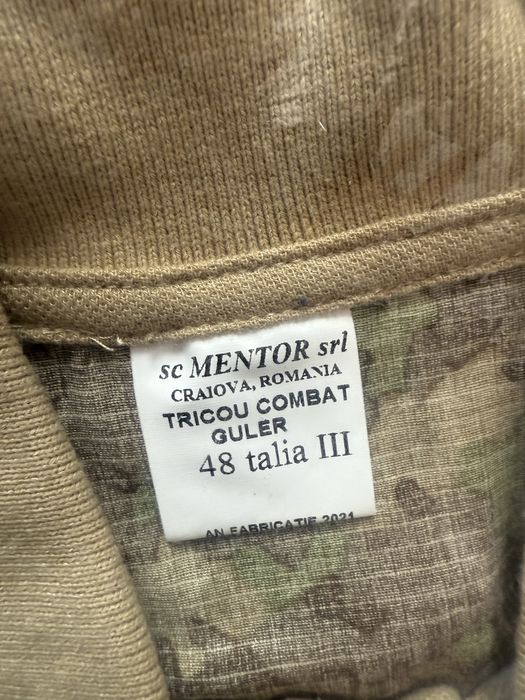 sc MENTOR srl
CRAIOVA, ROMANIA
TRICOU COMBAT
GULER
48 talia III
AN FABRICATIE 2021